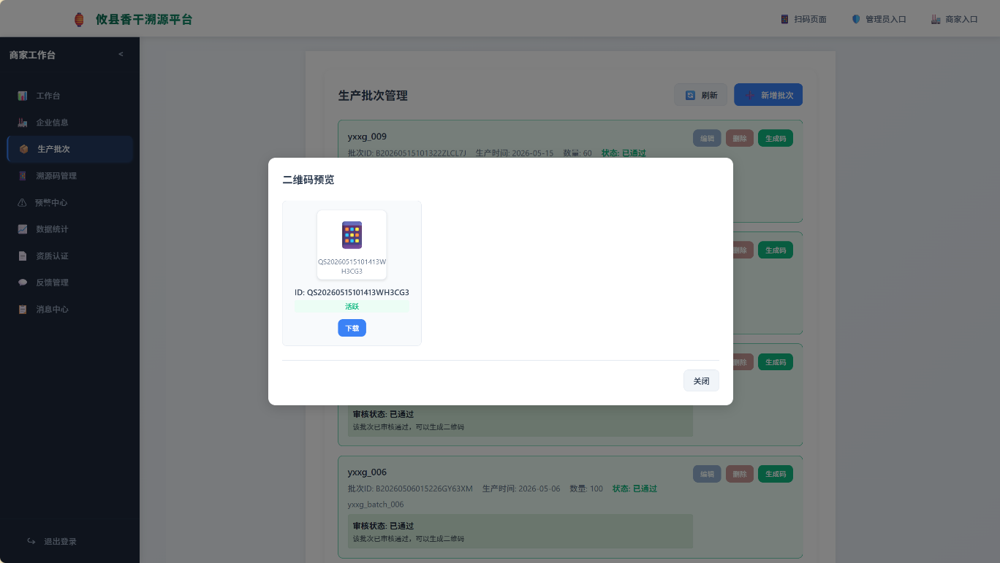 攸县香干溯源平台
扫码页面 管理员入口 商家入口
商家工作台 <
工作台
企业信息
生产批次
溯源码管理
预警中心
数据统计
资质认证
反馈管理
消息中心
退出登录
生产批次管理
刷新 新增批次
yxxg_009
编辑 删除 生成码
批次ID: B20260515101322ZLCL7J 生产时间: 2026-05-15 数量: 60 状态: 已通过
二维码预览
QS20260515101413W
H3CG3
ID: QS20260515101413WH3CG3
活跃
下载
关闭
删除 生成码
删除 生成码
审核状态: 已通过
该批次已审核通过，可以生成二维码
yxxg_006
编辑 删除 生成码
批次ID: B20260506015226GY63XM 生产时间: 2026-05-06 数量: 100 状态: 已通过
yxxg_batch_006
审核状态: 已通过
该批次已审核通过，可以生成二维码